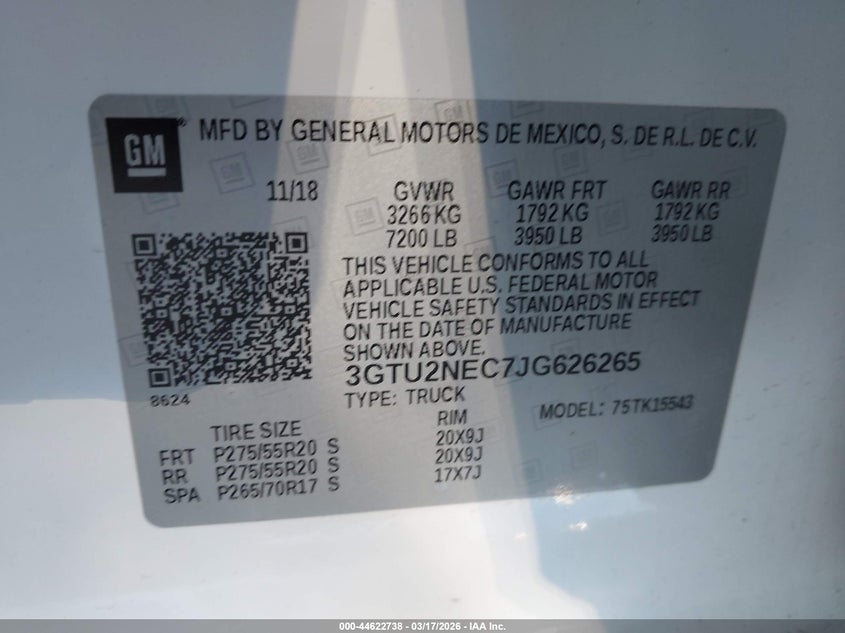 GM
MFD BY GENERAL MOTORS DE MEXICO, S. DE R.L. DE C.V.
11/18 GVWR GAWR FRT GAWR RR
3266 KG 1792 KG 1792 KG
7200 LB 3950 LB 3950 LB
THIS VEHICLE CONFORMS TO ALL
APPLICABLE U.S. FEDERAL MOTOR
VEHICLE SAFETY STANDARDS IN EFFECT
ON THE DATE OF MANUFACTURE
SHOWN ABOVE.
3GTU2NEC7JG626265
8624 TYPE: TRUCK MODEL: 75TK15543
TIRE SIZE RIM
FRT P275/55R20 S 20X9J
RR P275/55R20 S 20X9J
SPA P265/70R17 S 17X7J
000-44622738 - 03/17/2026 - IAA Inc.